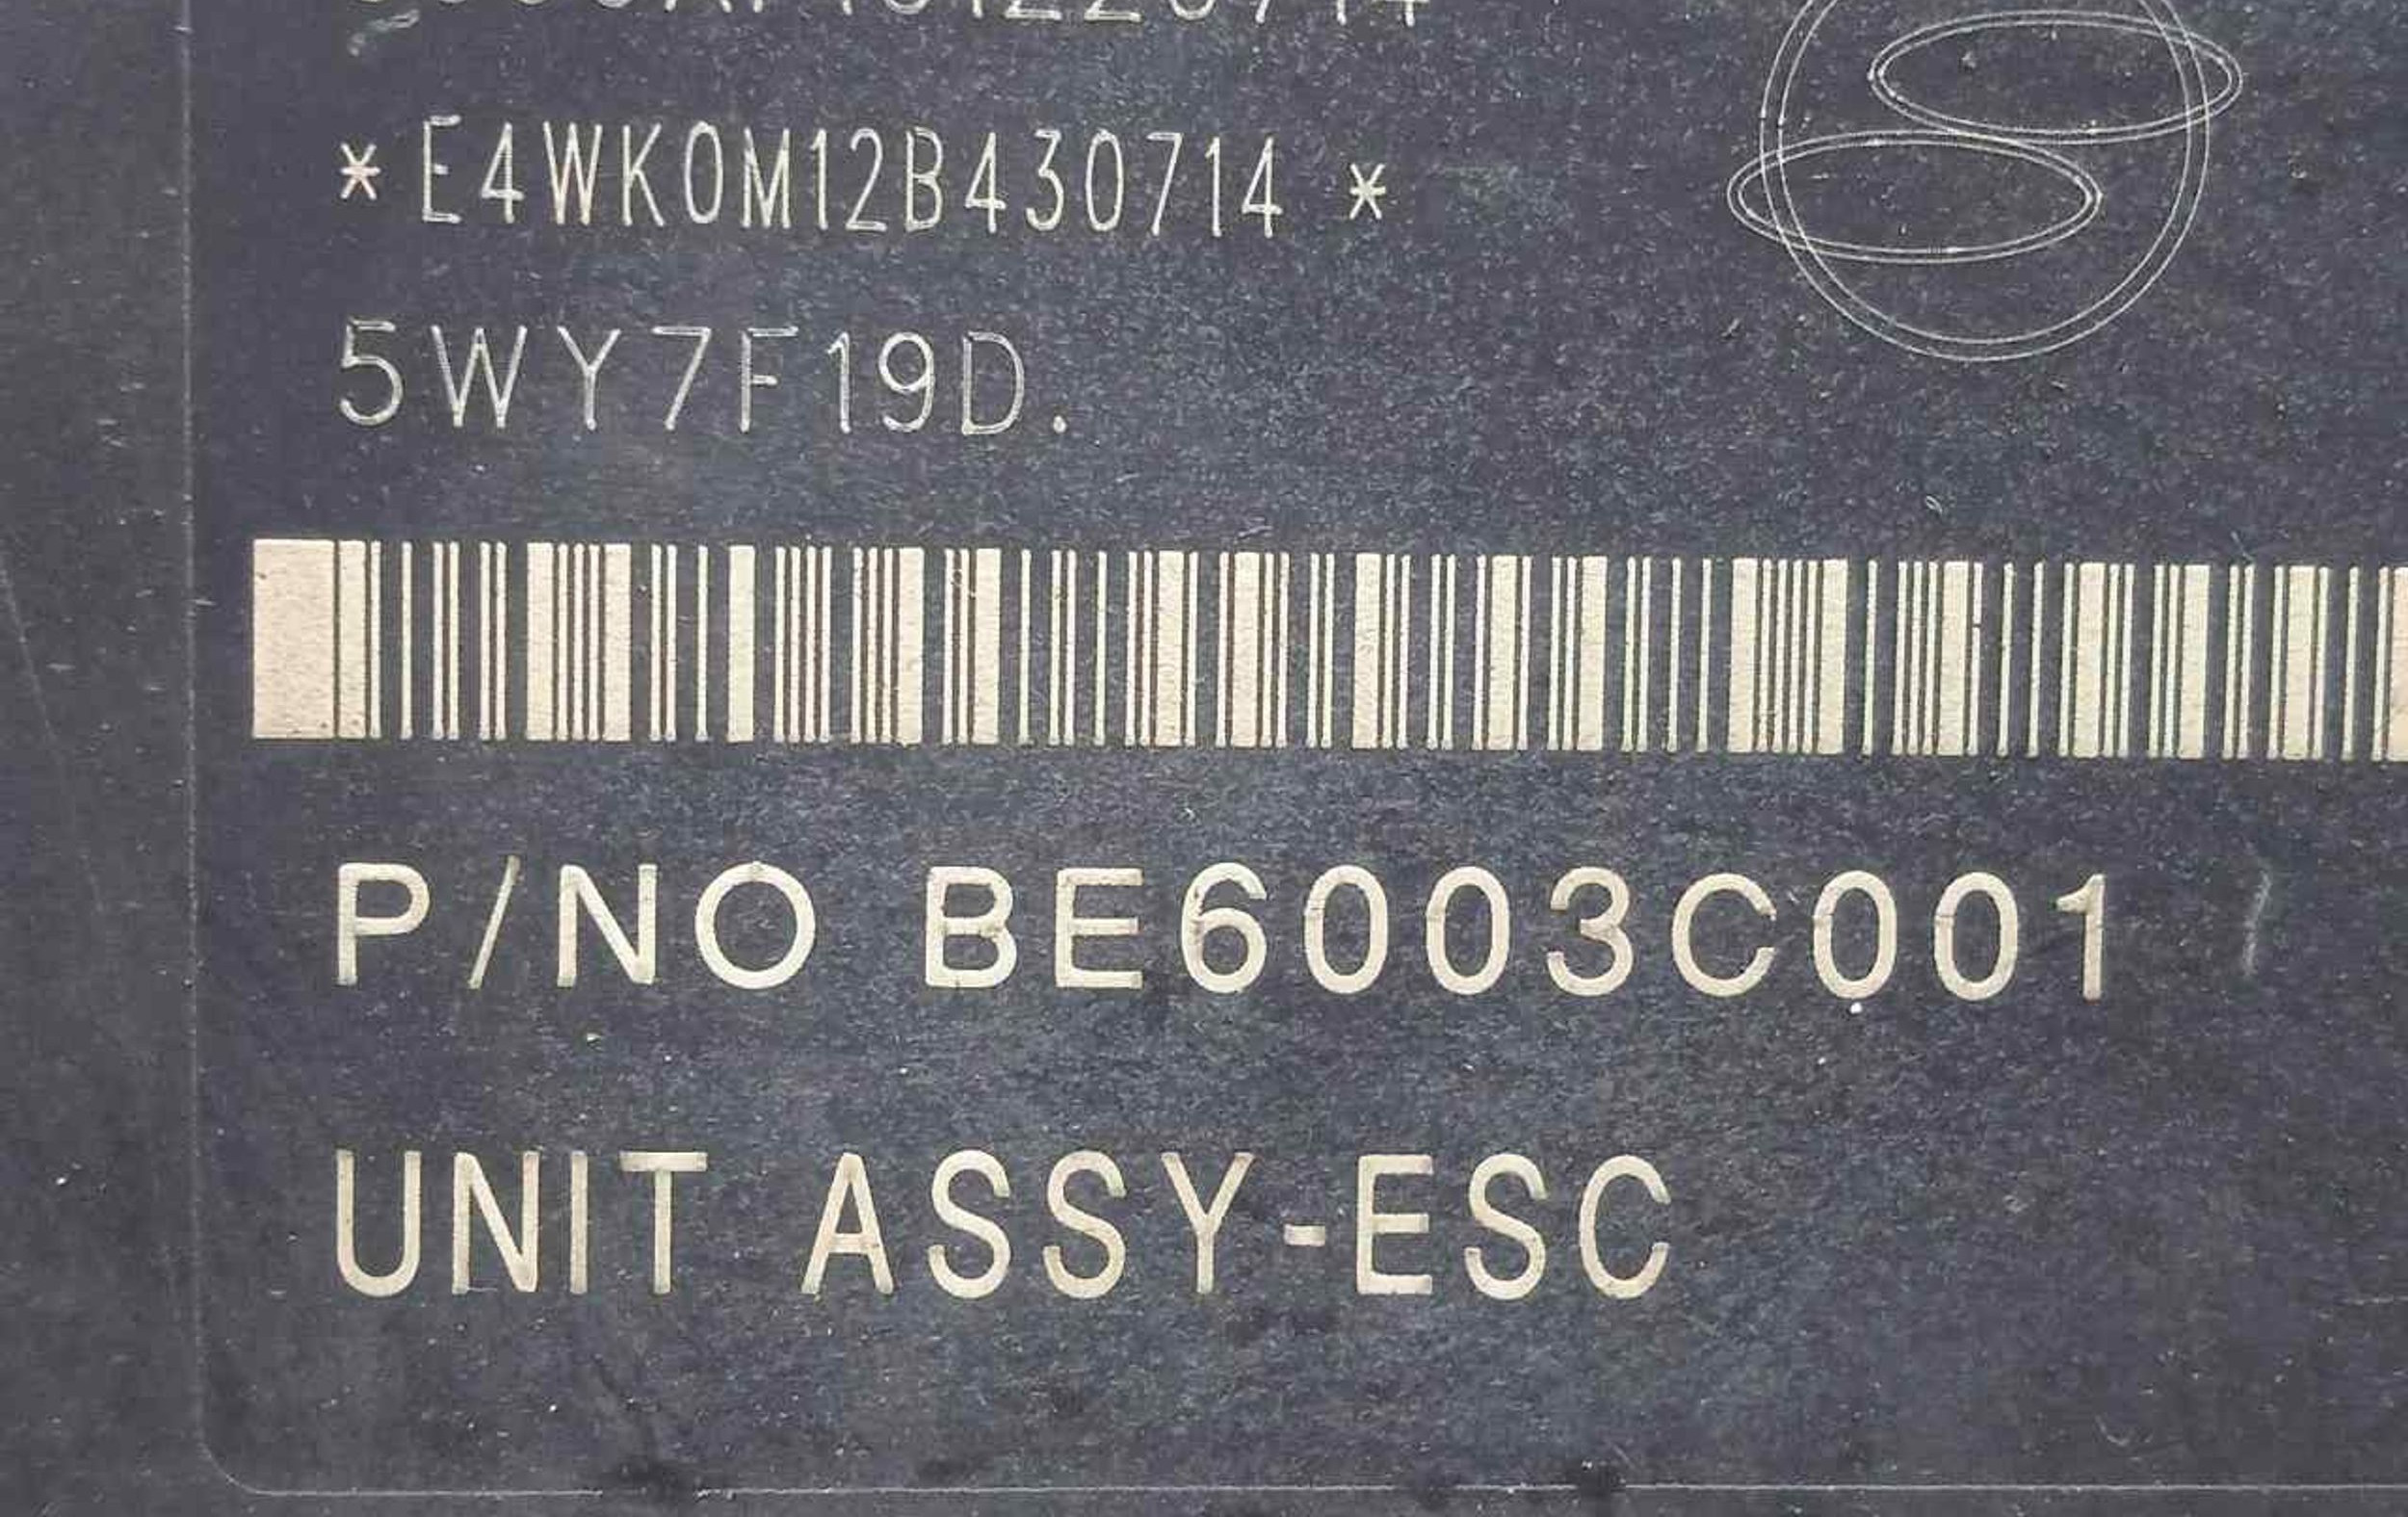 * E4WK0M12B430714 *
5WY7F19D.
P/NO BE6003C001
UNIT ASSY-ESC